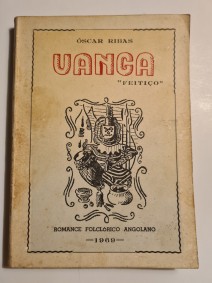 ÓSCAR RIBAS
UANGA
"FEITIÇO"
ROMANCE FOLCLÓRICO ANGOLANO
—1969—